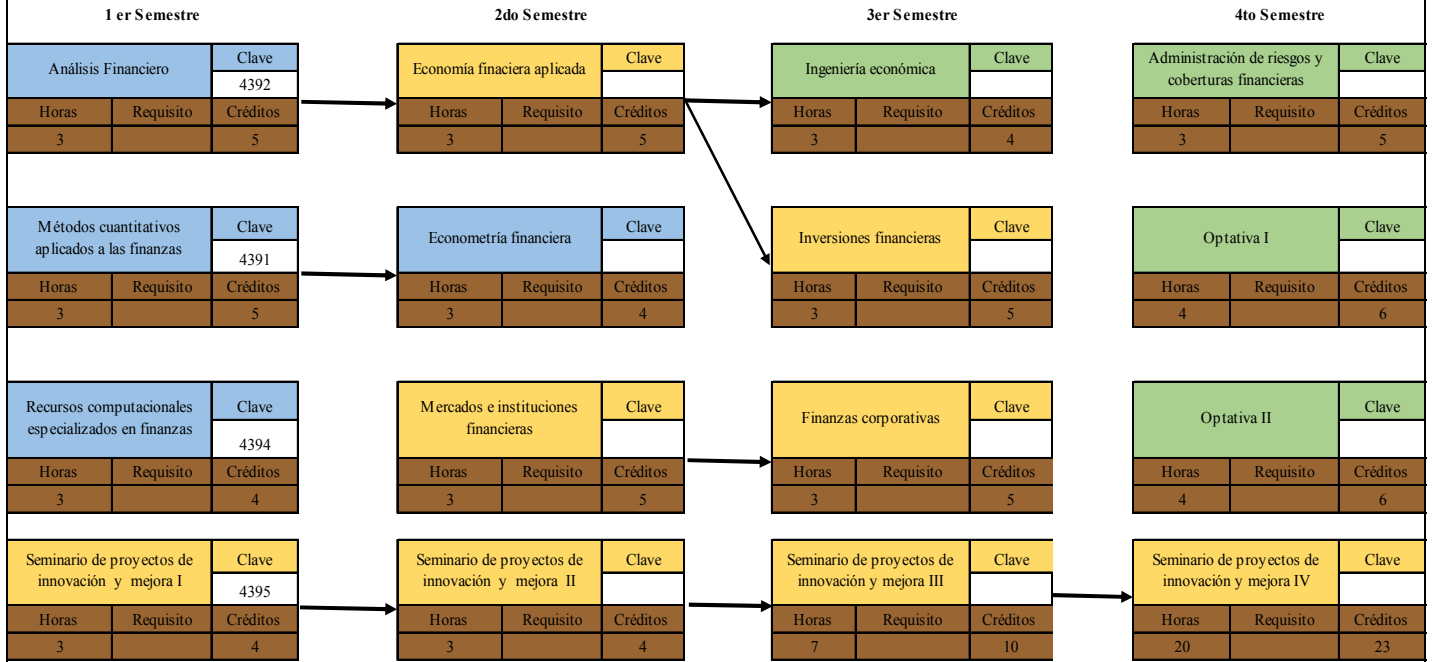 1 er Semestre 2do Semestre 3er Semestre 4to Semestre
Análisis Financiero Clave Economía finaciera aplicada Clave Ingeniería económica Clave Administración de riesgos y Clave
coberturas financieras
4392
Horas Requisito Créditos Horas Requisito Créditos Horas Requisito Créditos Horas Requisito Créditos
3 5 3 5 3 4 3 5
Métodos cuantitativos Clave Econometría financiera Clave Inversiones financieras Clave Optativa I Clave
aplicados a las finanzas
4391
Horas Requisito Créditos Horas Requisito Créditos Horas Requisito Créditos Horas Requisito Créditos
3 5 3 4 3 5 4 6
Recursos computacionales Clave Mercados e instituciones Clave Finanzas corporativas Clave Optativa II Clave
especializados en finanzas financieras
4394
Horas Requisito Créditos Horas Requisito Créditos Horas Requisito Créditos Horas Requisito Créditos
3 4 3 5 3 5 4 6
Seminario de proyectos de Clave Seminario de proyectos de Clave Seminario de proyectos de Clave Seminario de proyectos de Clave
innovación y mejora I innovación y mejora II innovación y mejora III innovación y mejora IV
4395
Horas Requisito Créditos Horas Requisito Créditos Horas Requisito Créditos Horas Requisito Créditos
3 4 3 4 7 10 20 23